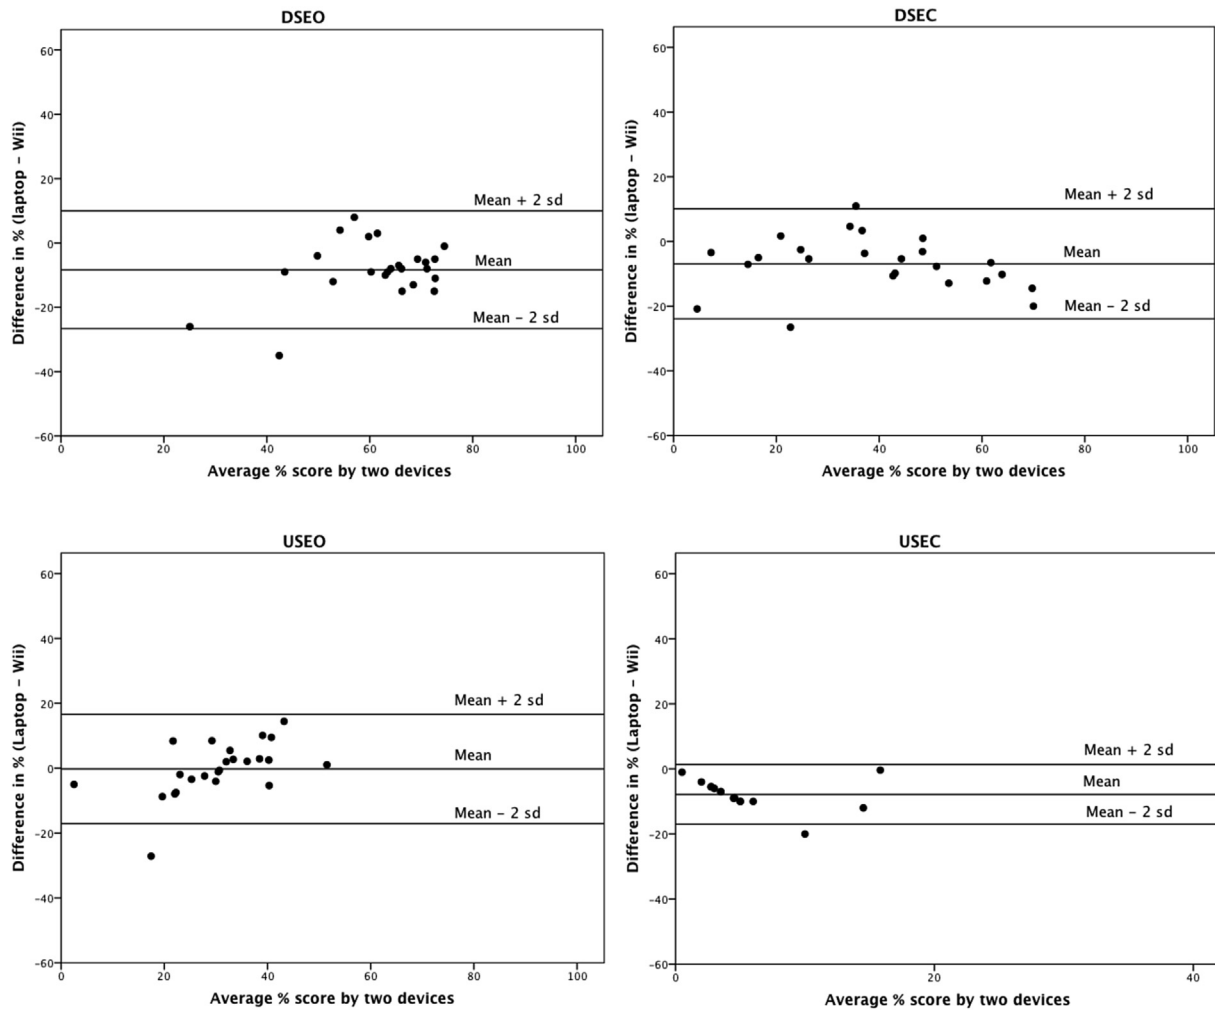 DSEO
60
40
20
0
−20
−40
−60
Difference in % (laptop – Wii)
Mean + 2 sd
Mean
Mean – 2 sd
0 20 40 60 80 100
Average % score by two devices
DSEC
60
40
20
0
−20
−40
−60
Difference in % (laptop – Wii)
Mean + 2 sd
Mean
Mean – 2 sd
0 20 40 60 80 100
Average % score by two devices
USEO
60
40
20
0
−20
−40
−60
Difference in % (Laptop – Wii)
Mean + 2 sd
Mean
Mean – 2 sd
0 20 40 60 80 100
Average % score by two devices
USEC
60
40
20
0
−20
−40
−60
Difference in % (Laptop – Wii)
Mean + 2 sd
Mean
Mean – 2 sd
0 20 40
Average % score by two devices